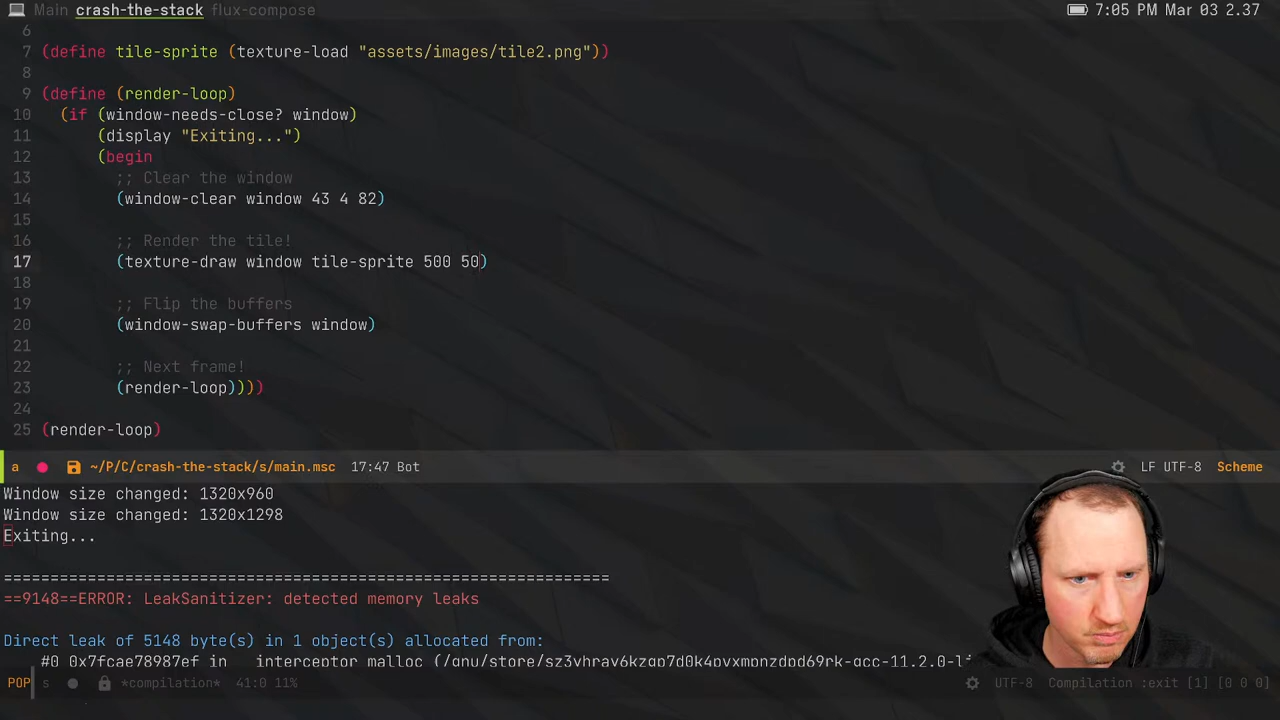 Main crash-the-stack flux-compose 7:05 PM Mar 03 2.37
6
7 (define tile-sprite (texture-load "assets/images/tile2.png"))
8
9 (define (render-loop)
10 (if (window-needs-close? window)
11 (display "Exiting...")
12 (begin
13 ;; Clear the window
14 (window-clear window 43 4 82)
15
16 ;; Render the tile!
17 (texture-draw window tile-sprite 500 50)
18
19 ;; Flip the buffers
20 (window-swap-buffers window)
21
22 ;; Next frame!
23 (render-loop))))
24
25 (render-loop)
a ~/P/C/crash-the-stack/s/main.msc 17:47 Bot LF UTF-8 Scheme
Window size changed: 1320x960
Window size changed: 1320x1298
Exiting...
=================================================================
==9148==ERROR: LeakSanitizer: detected memory leaks
Direct leak of 5148 byte(s) in 1 object(s) allocated from:
#0 0x7fcae78987ef in __interceptor_malloc
POP s *compilation* 41:0 11% UTF-8 Compilation :exit [1] [0 0 0]